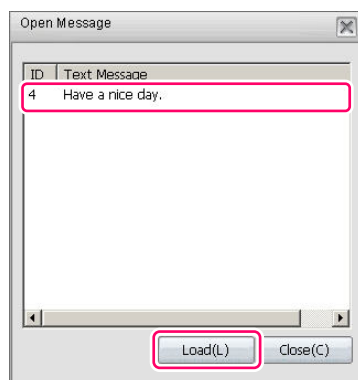 Open Message
ID Text Message
4 Have a nice day.
Load(L) Close(C)